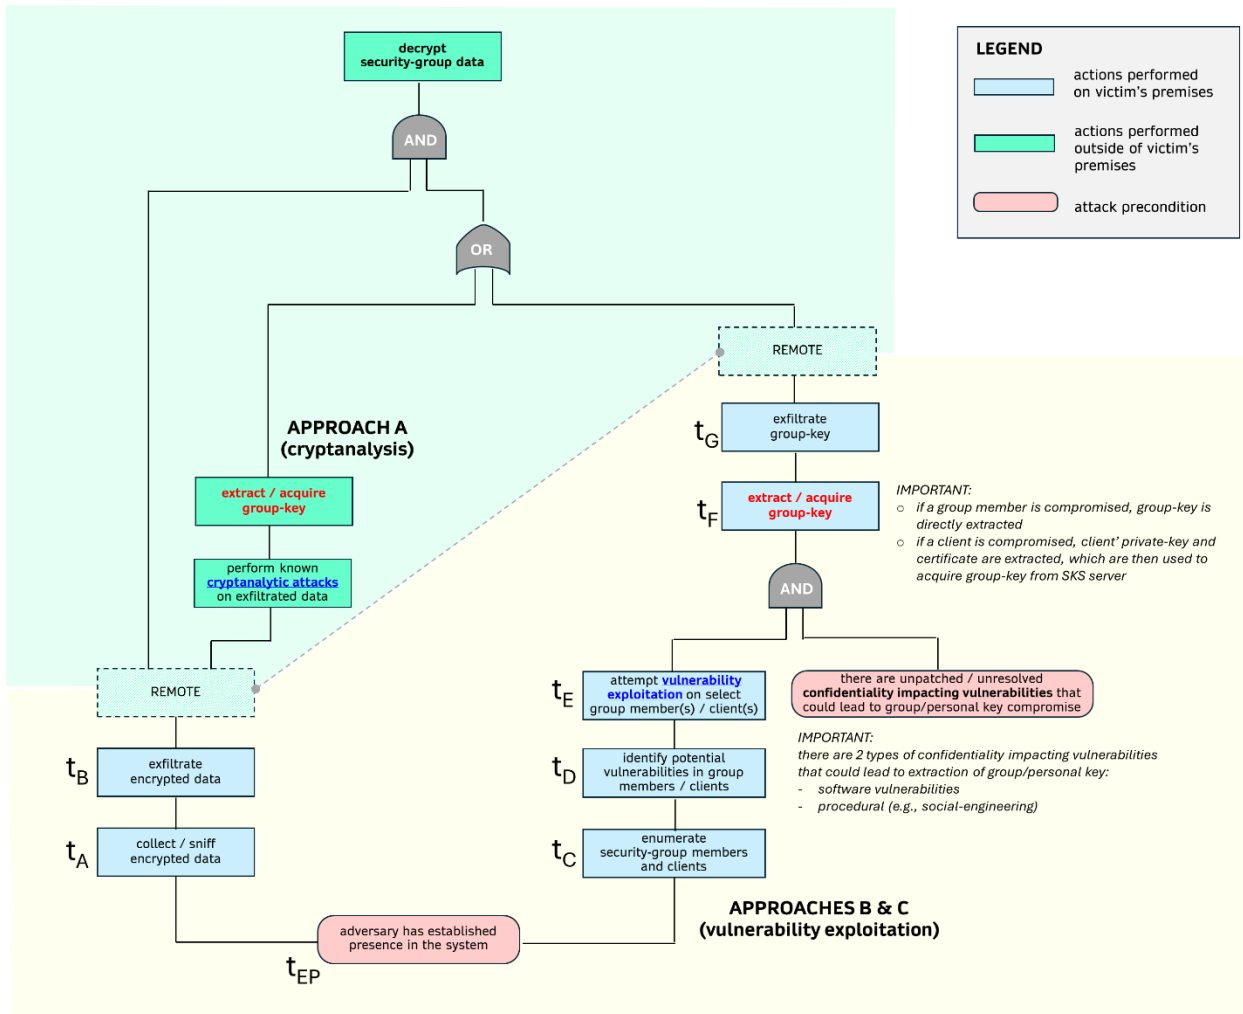 decrypt
security-group data
AND
OR
LEGEND
actions performed
on victim's premises
actions performed
outside of victim's
premises
attack precondition
REMOTE
APPROACH A
(cryptanalysis)
extract / acquire
group-key
perform known
cryptanalytic attacks
on exfiltrated data
REMOTE
tB
exfiltrate
encrypted data
tA
collect / sniff
encrypted data
tG
exfiltrate
group-key
tF
extract / acquire
group-key
IMPORTANT:
o if a group member is compromised, group-key is
directly extracted
o if a client is compromised, client' private-key and
certificate are extracted, which are then used to
acquire group-key from SKS server
AND
tE
attempt vulnerability
exploitation on select
group member(s) / client(s)
there are unpatched / unresolved
confidentiality impacting vulnerabilities that
could lead to group/personal key compromise
IMPORTANT:
there are 2 types of confidentiality impacting vulnerabilities
that could lead to extraction of group/personal key:
- software vulnerabilities
- procedural (e.g., social-engineering)
tD
identify potential
vulnerabilities in group
members / clients
tC
enumerate
security-group members
and clients
APPROACHES B & C
(vulnerability exploitation)
adversary has established
presence in the system
tEP